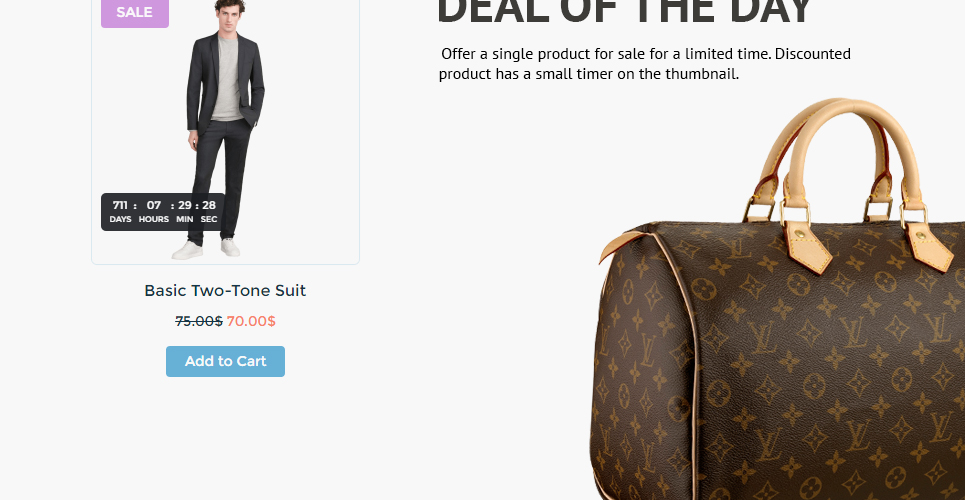 SALE
711 : 07 : 29 : 28
DAYS HOURS MIN SEC
Basic Two-Tone Suit
75.00$ 70.00$
Add to Cart
DEAL OF THE DAY
Offer a single product for sale for a limited time. Discounted
product has a small timer on the thumbnail.